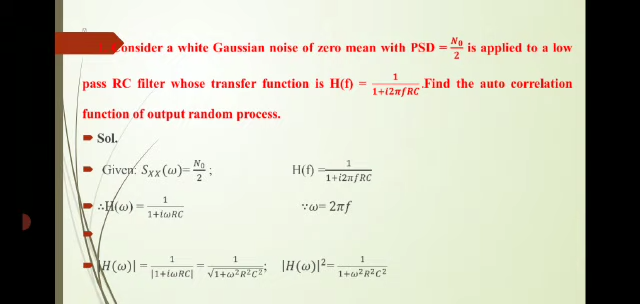 onsider a white Gaussian noise of zero mean with PSD = N₀/2 is applied to a low
pass RC filter whose transfer function is H(f) = 1/(1+i2πfRC) .Find the auto correlation
function of output random process.
Sol.
Given: S_XX(ω)= N₀/2 ; H(f) = 1/(1+i2πfRC)
∴H(ω) = 1/(1+iωRC) ∵ω= 2πf
|H(ω)| = 1/|1+iωRC| = 1/√(1+ω²R²C²) ; |H(ω)|² = 1/(1+ω²R²C²)